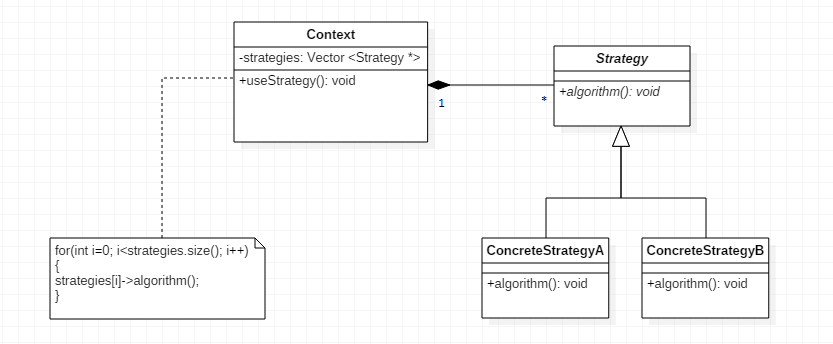 Context
-strategies: Vector <Strategy *>
+useStrategy(): void
1
*
Strategy
+algorithm(): void
for(int i=0; i<strategies.size(); i++)
{
strategies[i]->algorithm();
}
ConcreteStrategyA
+algorithm(): void
ConcreteStrategyB
+algorithm(): void